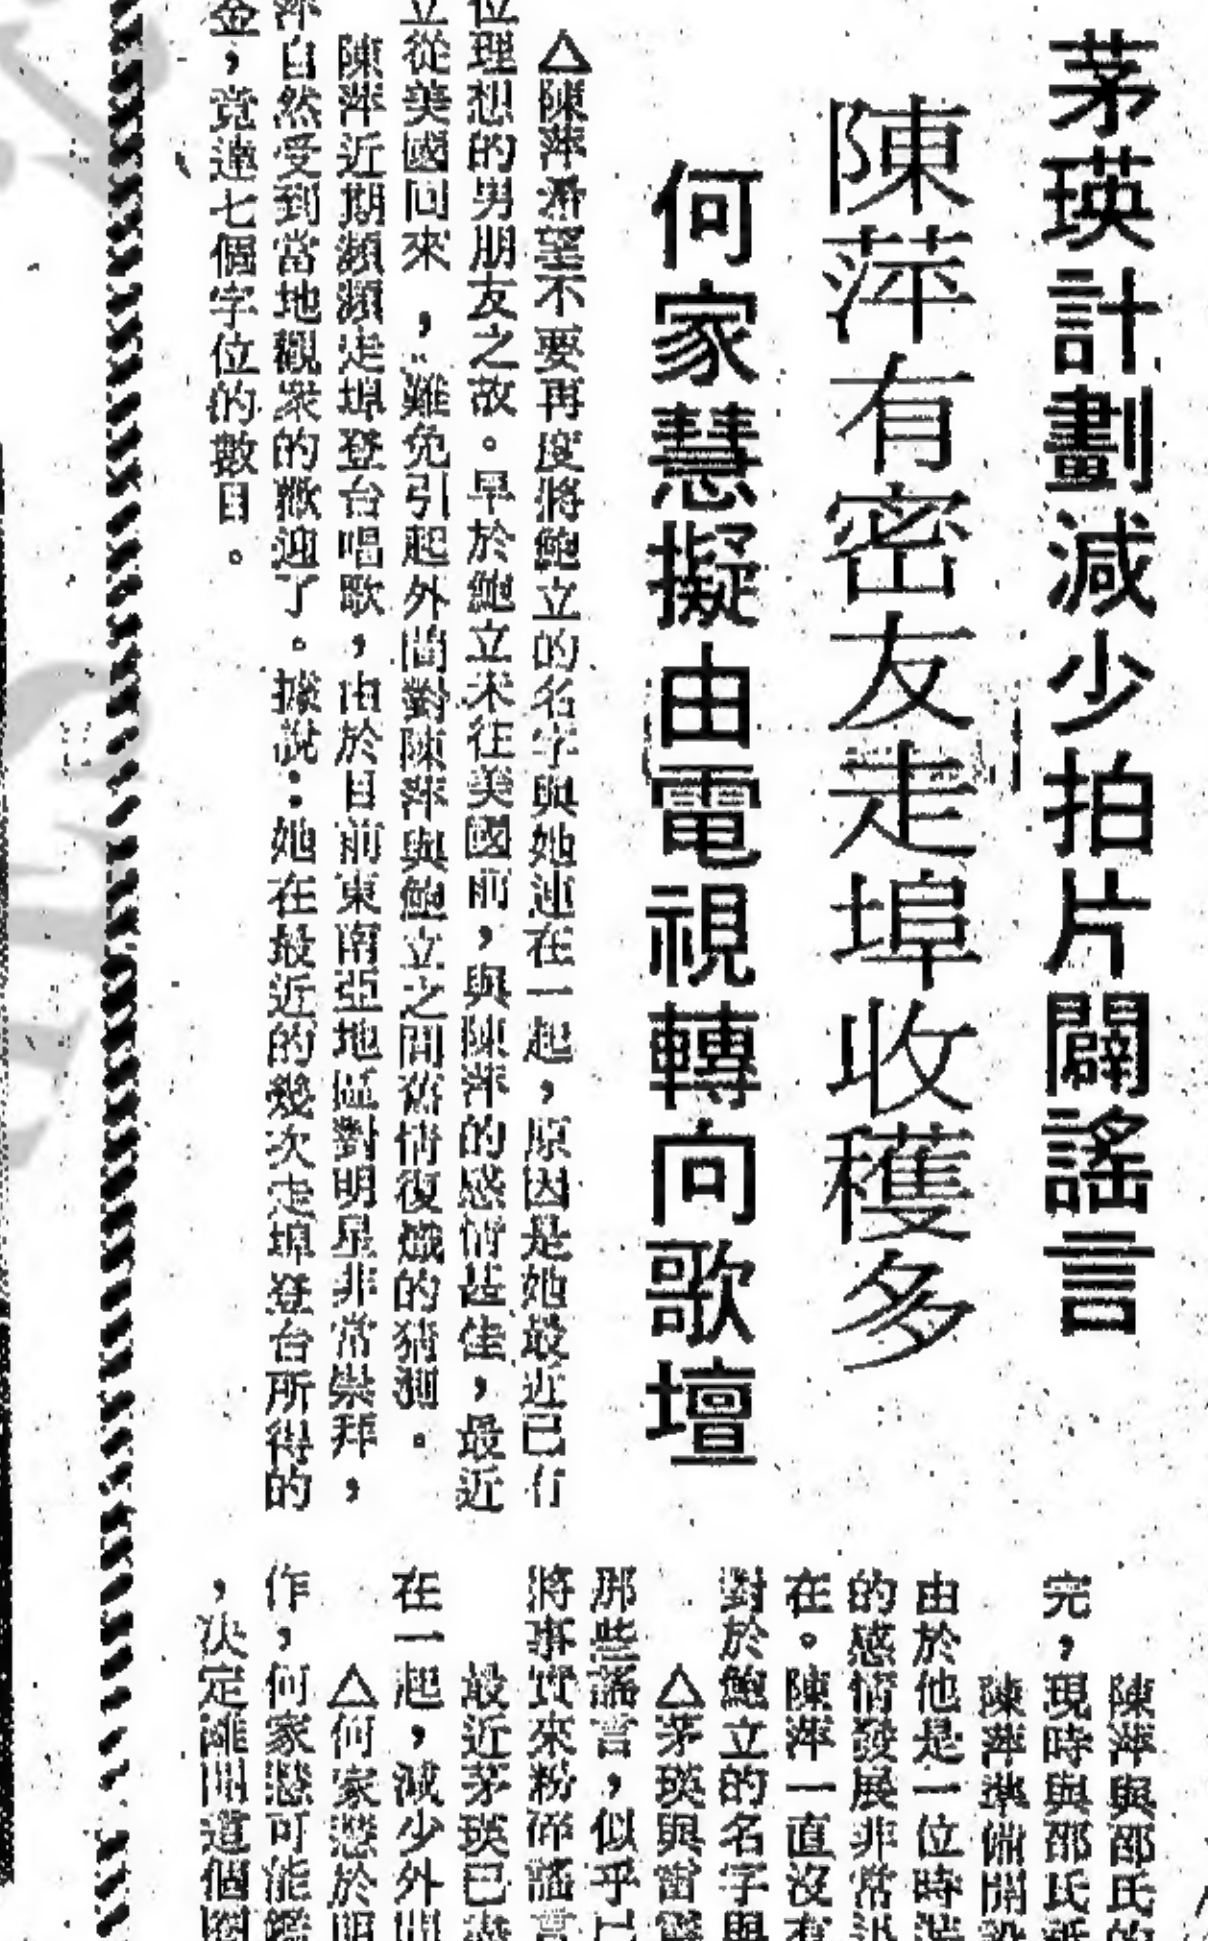 茅瑛計劃減少拍片闢謠言
陳萍有密友走埠收穫多
何家慧擬由電視轉向歌壇
△陳萍希望不要再度將鮑立的名字與她連在一起，原因是她最近已有
位理想的男朋友之故。早於鮑立未往美國前，與陳萍的感情甚佳，最近
立從美國回來，難免引起外間對陳萍與鮑立之間舊情復熾的猜測。
陳萍近期頻頻走埠登台唱歌，由於目前東南亞地區對明星非常崇拜，
萍自然受到當地觀衆的歡迎了。據說：她在最近的幾次走埠登台所得的
金，竟達七個字位的數目。
陳萍與邵氏的
完，現時與邵氏
陳萍準備開設
由於他是一位時
的感情發展非常
在。陳萍一直沒有
對於鮑立的名字與
△茅瑛與雷
那些謠言，似乎已
將事實來粉碎謠言
最近茅瑛已
在一起，減少外間
△何家慧於
作，何家慧可能
，決定離開這個圈